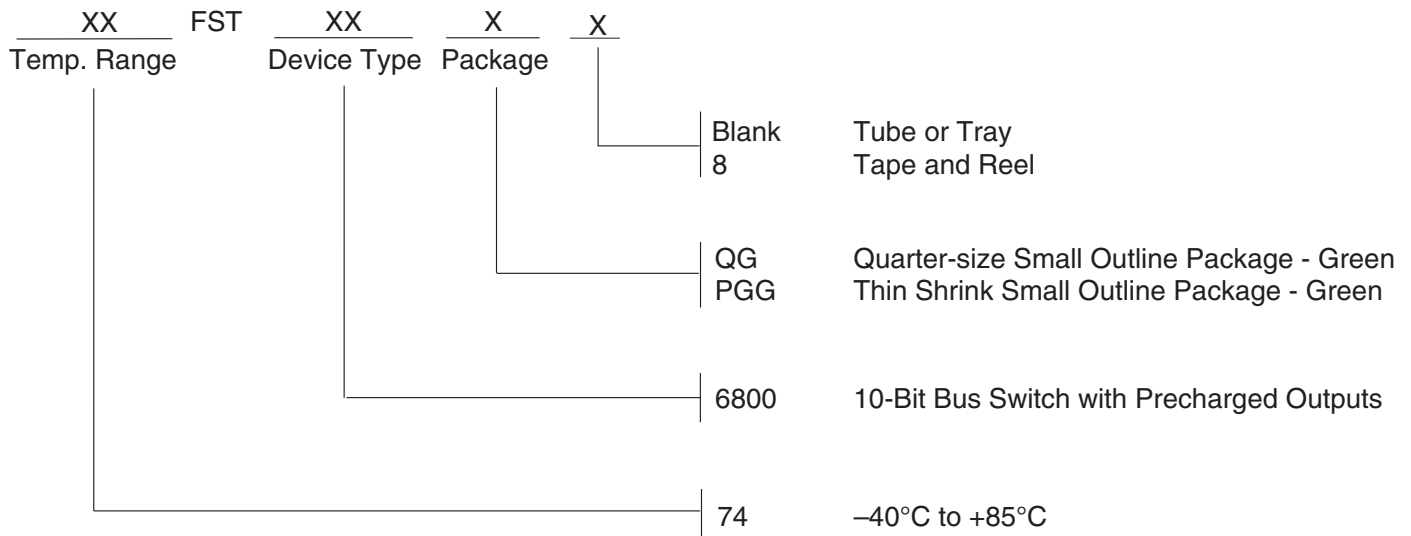 XX FST XX X X
Temp. Range Device Type Package
Blank Tube or Tray
8 Tape and Reel
QG Quarter-size Small Outline Package - Green
PGG Thin Shrink Small Outline Package - Green
6800 10-Bit Bus Switch with Precharged Outputs
74 –40°C to +85°C